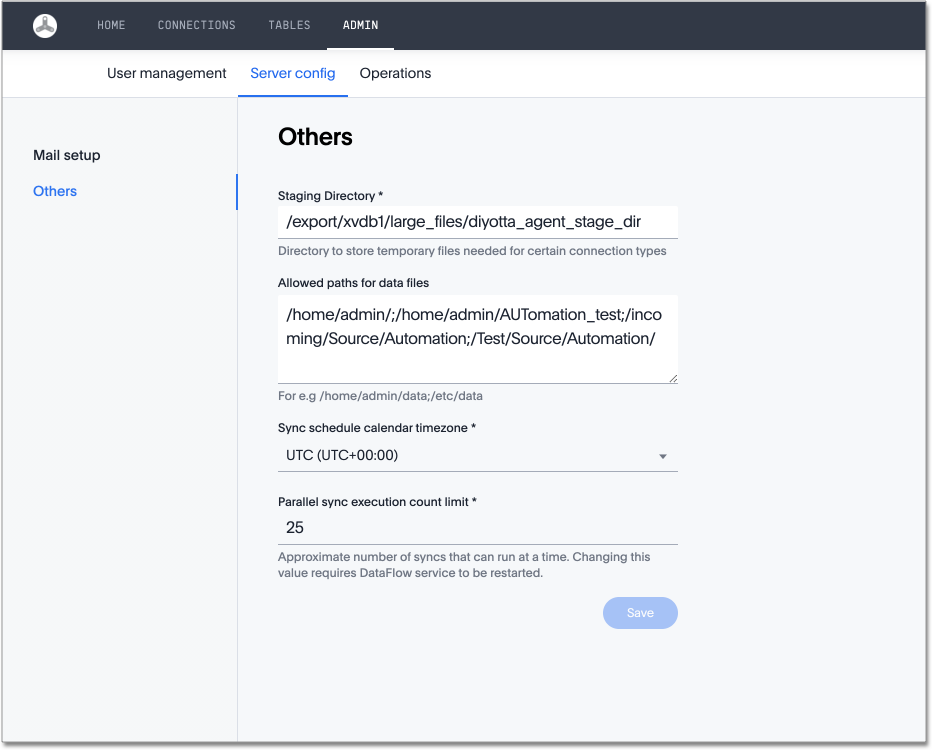 HOME CONNECTIONS TABLES ADMIN
User management Server config Operations
Mail setup
Others
Others
Staging Directory *
/export/xvdb1/large_files/diyotta_agent_stage_dir
Directory to store temporary files needed for certain connection types
Allowed paths for data files
/home/admin/;/home/admin/AUTomation_test;/inco
ming/Source/Automation;/Test/Source/Automation/
For e.g /home/admin/data;/etc/data
Sync schedule calendar timezone *
UTC (UTC+00:00)
Parallel sync execution count limit *
25
Approximate number of syncs that can run at a time. Changing this
value requires DataFlow service to be restarted.
Save